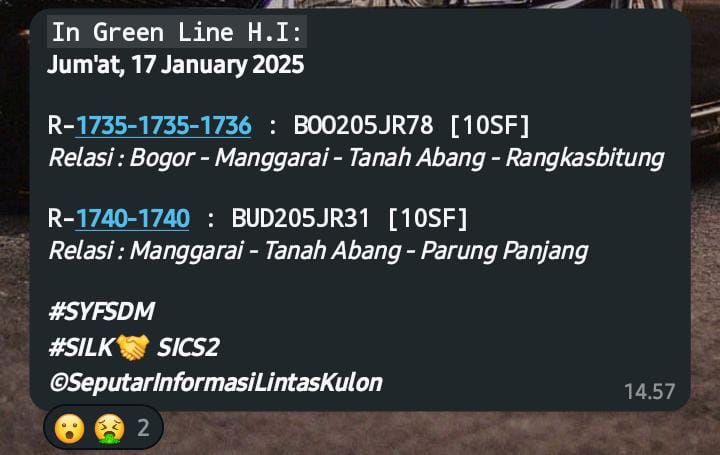 In Green Line H.I:
Jum'at, 17 January 2025
R-1735-1735-1736 : BOO205JR78 [10SF]
Relasi : Bogor - Manggarai - Tanah Abang - Rangkasbitung
R-1740-1740 : BUD205JR31 [10SF]
Relasi : Manggarai - Tanah Abang - Parung Panjang
#SYFSDM
#SILK🤝 SICS2
©SeputarInformasiLintasKulon
14.57
😮 🤮 2